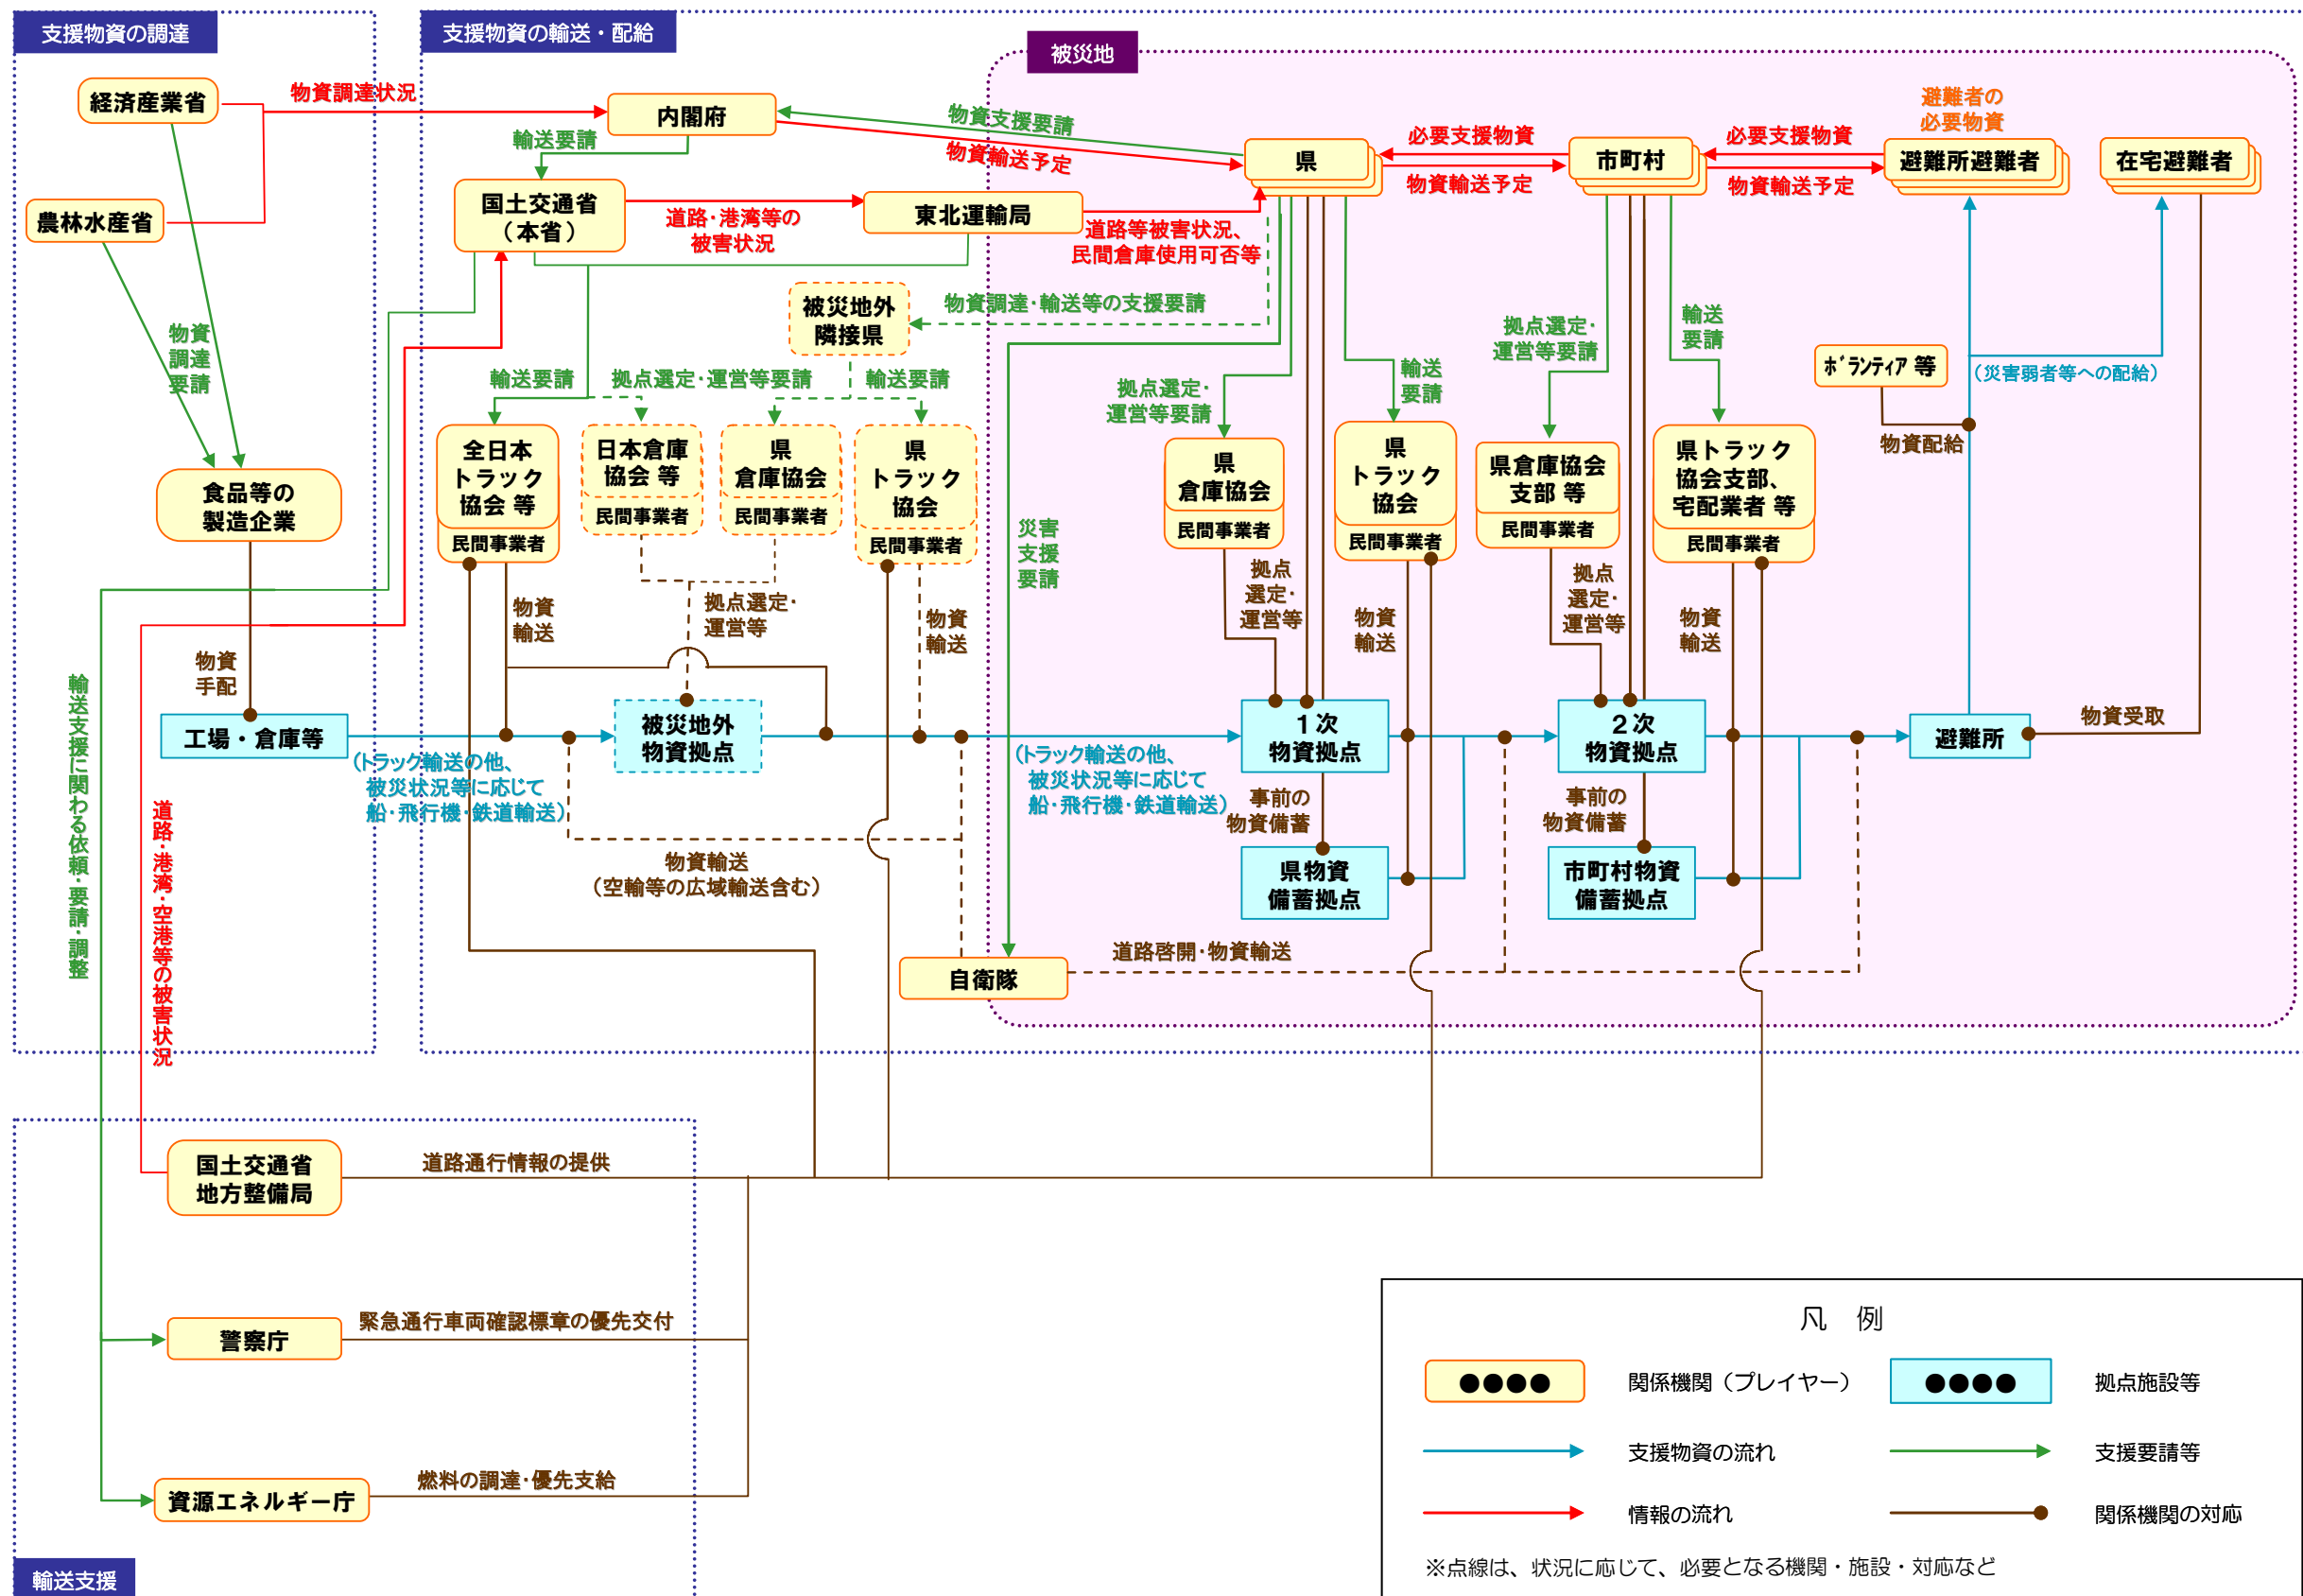 支援物資の調達
支援物資の輸送・配給
被災地
経済産業省
物資調達状況
農林水産省
内閣府
輸送要請
物資支援要請
物資輸送予定
国土交通省
（本省）
道路・港湾等の
被害状況
東北運輸局
道路等被害状況、
民間倉庫使用可否等
県
必要支援物資
物資輸送予定
市町村
必要支援物資
物資輸送予定
避難者の
必要物資
避難所避難者
在宅避難者
物資
調達
要請
被災地外
隣接県
物資調達・輸送等の支援要請
輸送要請
拠点選定・運営等要請
輸送要請
拠点選定・
運営等要請
輸送
要請
拠点選定・
運営等要請
輸送
要請
ボランティア 等
（災害弱者等への配給）
物資配給
食品等の
製造企業
全日本
トラック
協会 等
民間事業者
日本倉庫
協会 等
民間事業者
県
倉庫協会
民間事業者
県
トラック
協会
民間事業者
災害
支援
要請
県
倉庫協会
民間事業者
県
トラック
協会
民間事業者
県倉庫協会
支部 等
民間事業者
県トラック
協会支部、
宅配業者 等
民間事業者
物資
手配
物資
輸送
拠点選定・
運営等
物資
輸送
拠点
選定・
運営等
物資
輸送
拠点
選定・
運営等
物資
輸送
物資受取
工場・倉庫等
（トラック輸送の他、
被災状況等に応じて
船・飛行機・鉄道輸送）
被災地外
物資拠点
（トラック輸送の他、
被災状況等に応じて
船・飛行機・鉄道輸送）
１次
物資拠点
２次
物資拠点
避難所
事前の
物資備蓄
事前の
物資備蓄
県物資
備蓄拠点
市町村物資
備蓄拠点
物資輸送
（空輸等の広域輸送含む）
自衛隊
道路啓開・物資輸送
輸送支援に関わる依頼・要請・調整
道路・港湾・空港等の被害状況
国土交通省
地方整備局
道路通行情報の提供
警察庁
緊急通行車両確認標章の優先交付
資源エネルギー庁
燃料の調達・優先支給
輸送支援
凡　例
●●●●
関係機関（プレイヤー）
●●●●
拠点施設等
支援物資の流れ
支援要請等
情報の流れ
関係機関の対応
※点線は、状況に応じて、必要となる機関・施設・対応など